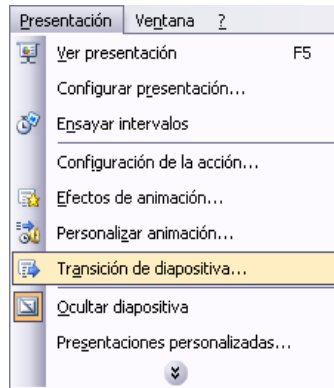 Presentación Ventana ?
Ver presentación F5
Configurar presentación...
Ensayar intervalos
Configuración de la acción...
Efectos de animación...
Personalizar animación...
Transición de diapositiva...
Ocultar diapositiva
Presentaciones personalizadas...